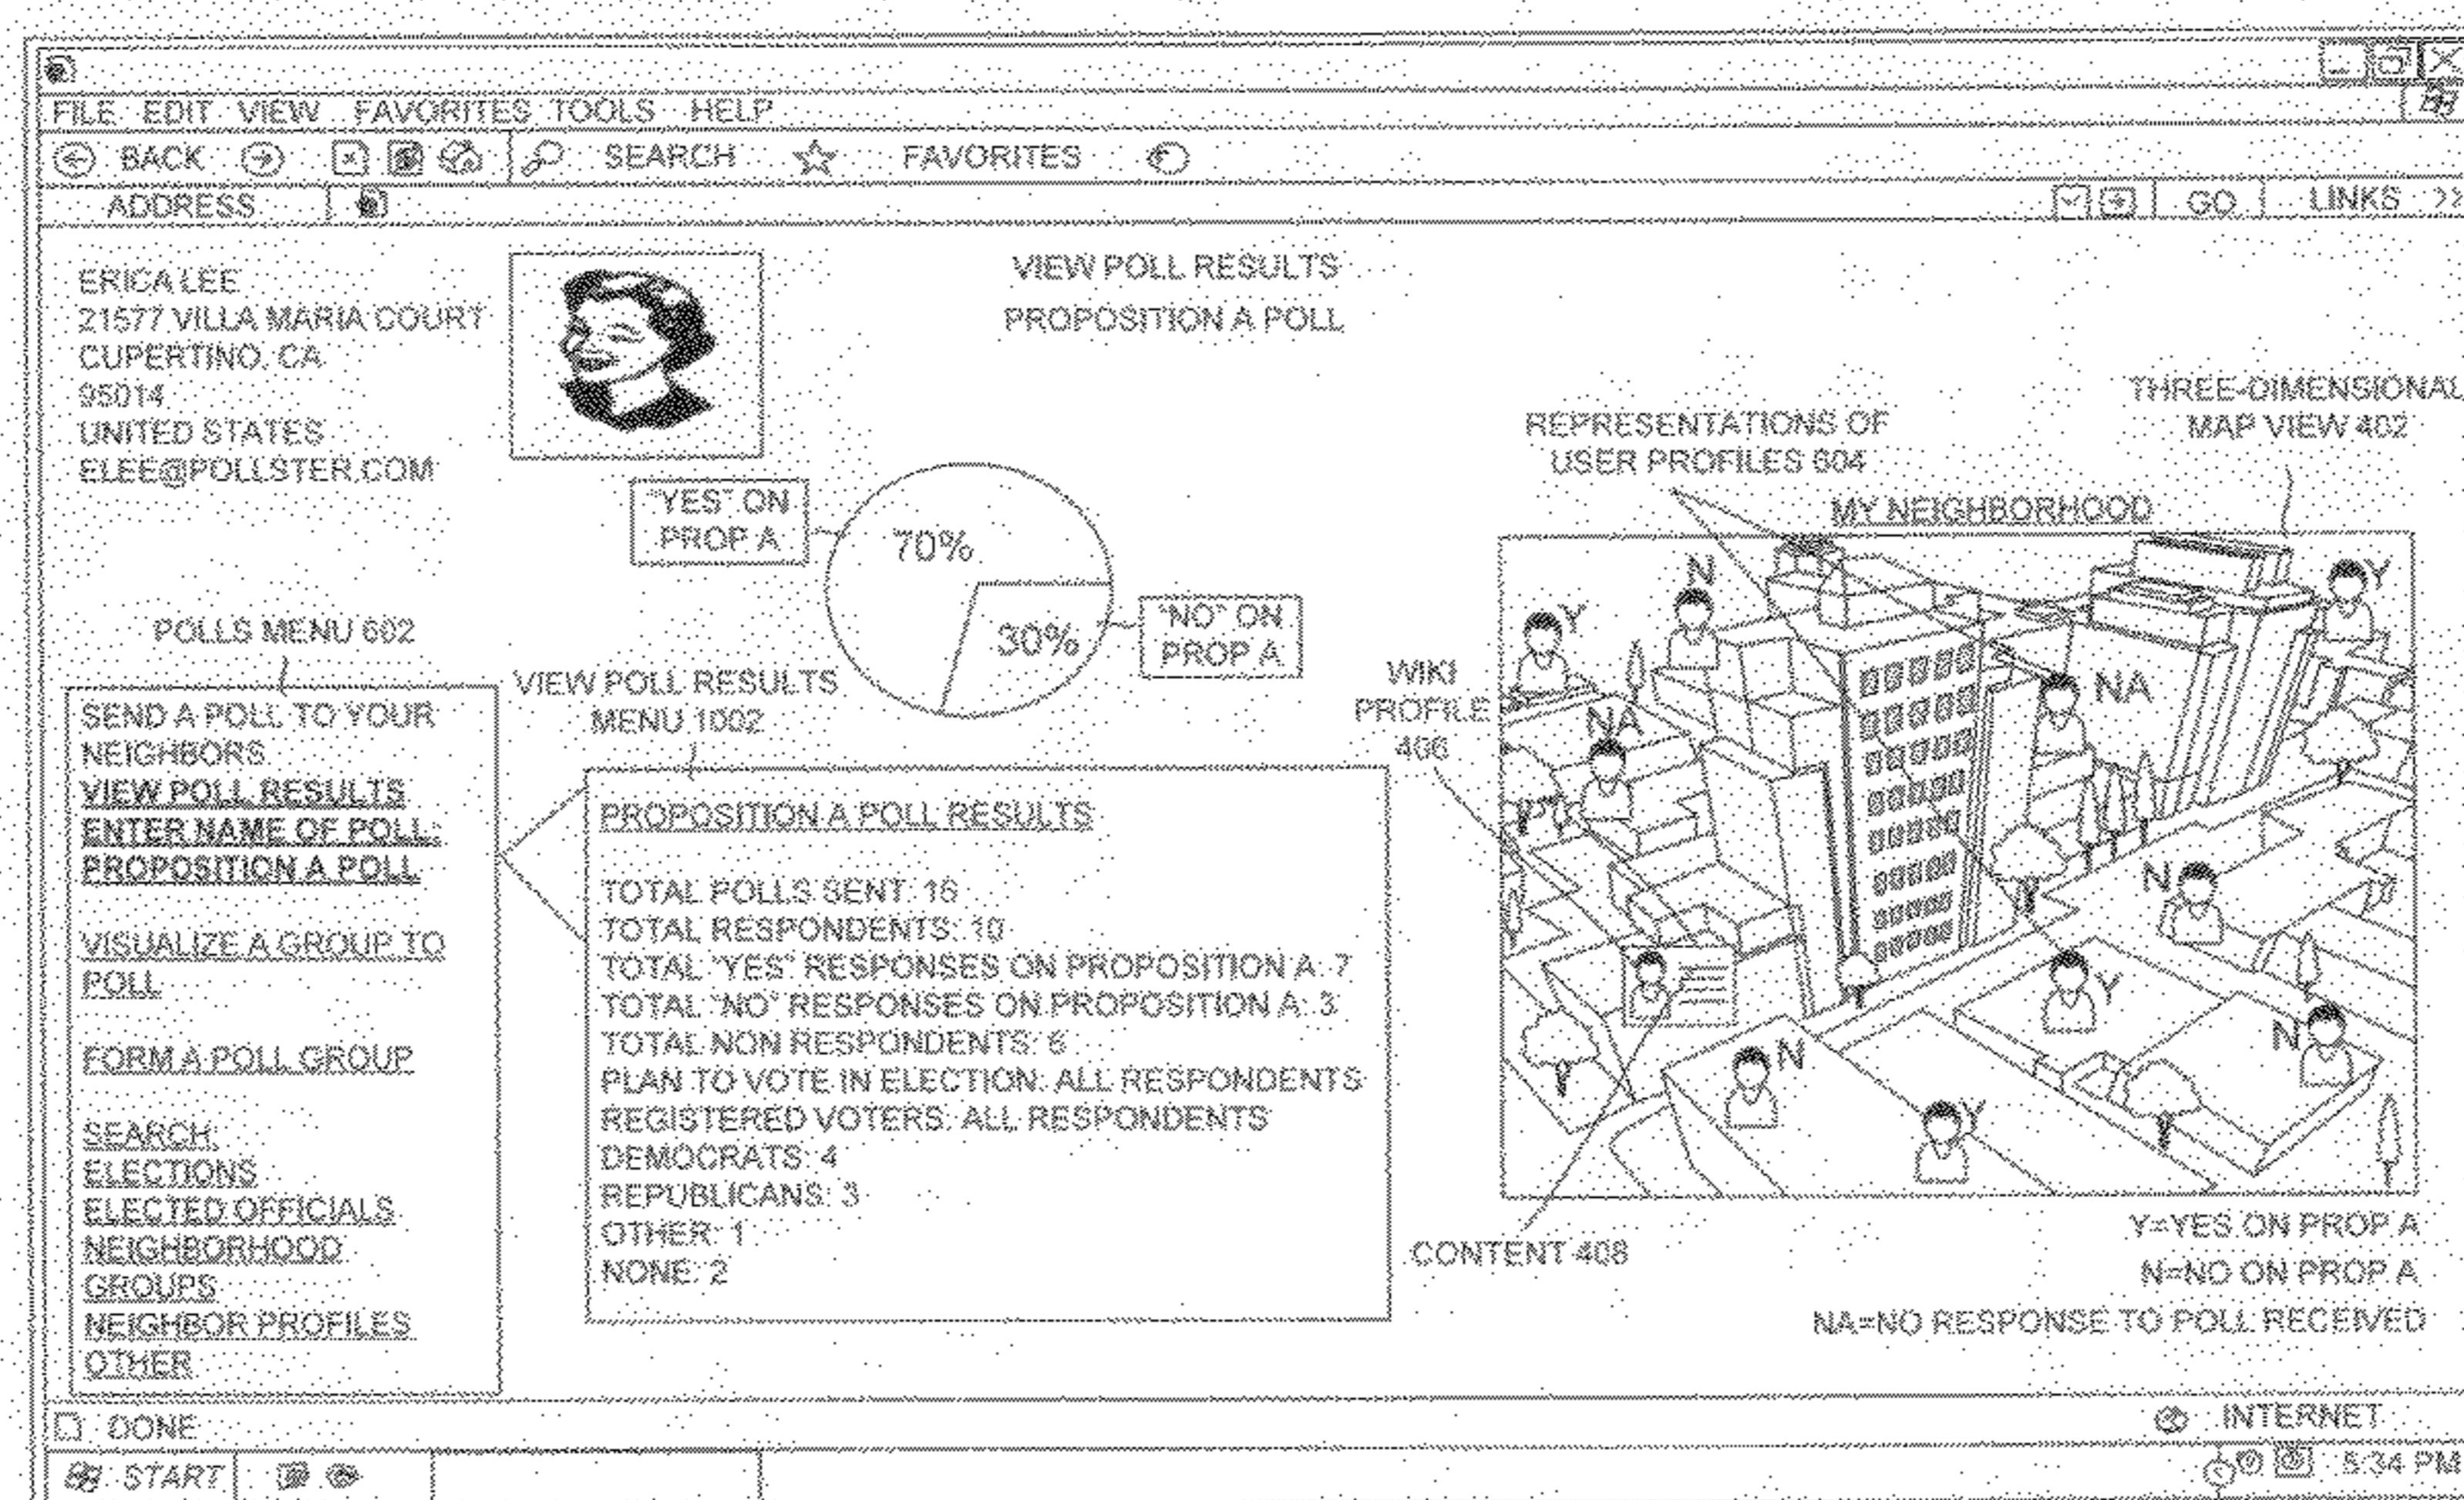 FILE EDIT VIEW FAVORITES TOOLS HELP
BACK SEARCH FAVORITES
ADDRESS GO LINKS >>
ERICA LEE
21577 VILLA MARIA COURT
CUPERTINO, CA
95014
UNITED STATES
ELEE@POLLSTER.COM
VIEW POLL RESULTS
PROPOSITION A POLL
"YES" ON
PROP A
70%
30%
"NO" ON
PROP A
POLLS MENU 602
SEND A POLL TO YOUR
NEIGHBORS
VIEW POLL RESULTS
ENTER NAME OF POLL:
PROPOSITION A POLL
VISUALIZE A GROUP TO
POLL
FORM A POLL GROUP
SEARCH
ELECTIONS
ELECTED OFFICIALS
NEIGHBORHOOD
GROUPS
NEIGHBOR PROFILES
OTHER
VIEW POLL RESULTS
MENU 1002
PROPOSITION A POLL RESULTS
TOTAL POLLS SENT: 16
TOTAL RESPONDENTS: 10
TOTAL "YES" RESPONSES ON PROPOSITION A: 7
TOTAL "NO" RESPONSES ON PROPOSITION A: 3
TOTAL NON RESPONDENTS: 6
PLAN TO VOTE IN ELECTION: ALL RESPONDENTS
REGISTERED VOTERS: ALL RESPONDENTS
DEMOCRATS: 4
REPUBLICANS: 3
OTHER: 1
NONE: 2
REPRESENTATIONS OF
USER PROFILES 604
THREE-DIMENSIONAL
MAP VIEW 402
MY NEIGHBORHOOD
WIKI
PROFILE
406
Y
N
Y
NA
NA
N
Y
N
N
Y
CONTENT 408
Y=YES ON PROP A
N=NO ON PROP A
NA=NO RESPONSE TO POLL RECEIVED
DONE
INTERNET
START
5:34 PM